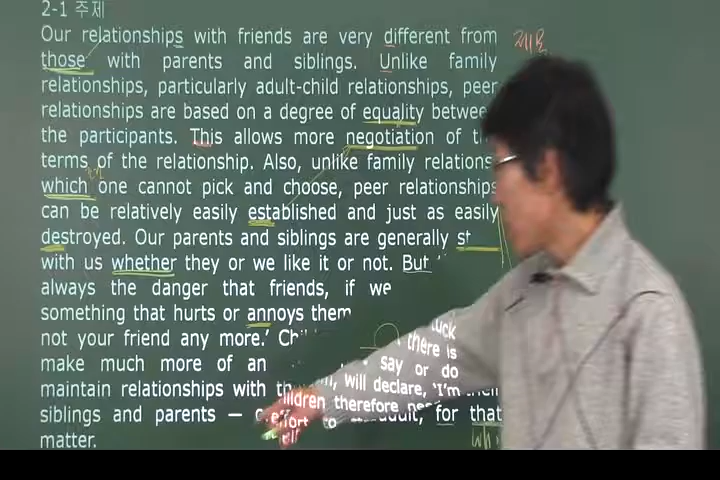 2-1 주제
Our relationships with friends are very different from
those with parents and siblings. Unlike family
relationships, particularly adult-child relationships, peer
relationships are based on a degree of equality between
the participants. This allows more negotiation of
terms of the relationship. Also, unlike family relations
which one cannot pick and choose, peer relationships
can be relatively easily established and just as easily
destroyed. Our parents and siblings are generally st
with us whether they or we like it or not. But
always the danger that friends, if we
something that hurts or annoys them
not your friend any more.'
make much more of an
maintain relationships with
siblings and parents —
matter.
uck
there is
say or do
will declare, 'I'm
ildren therefore
effort to
adult, for that